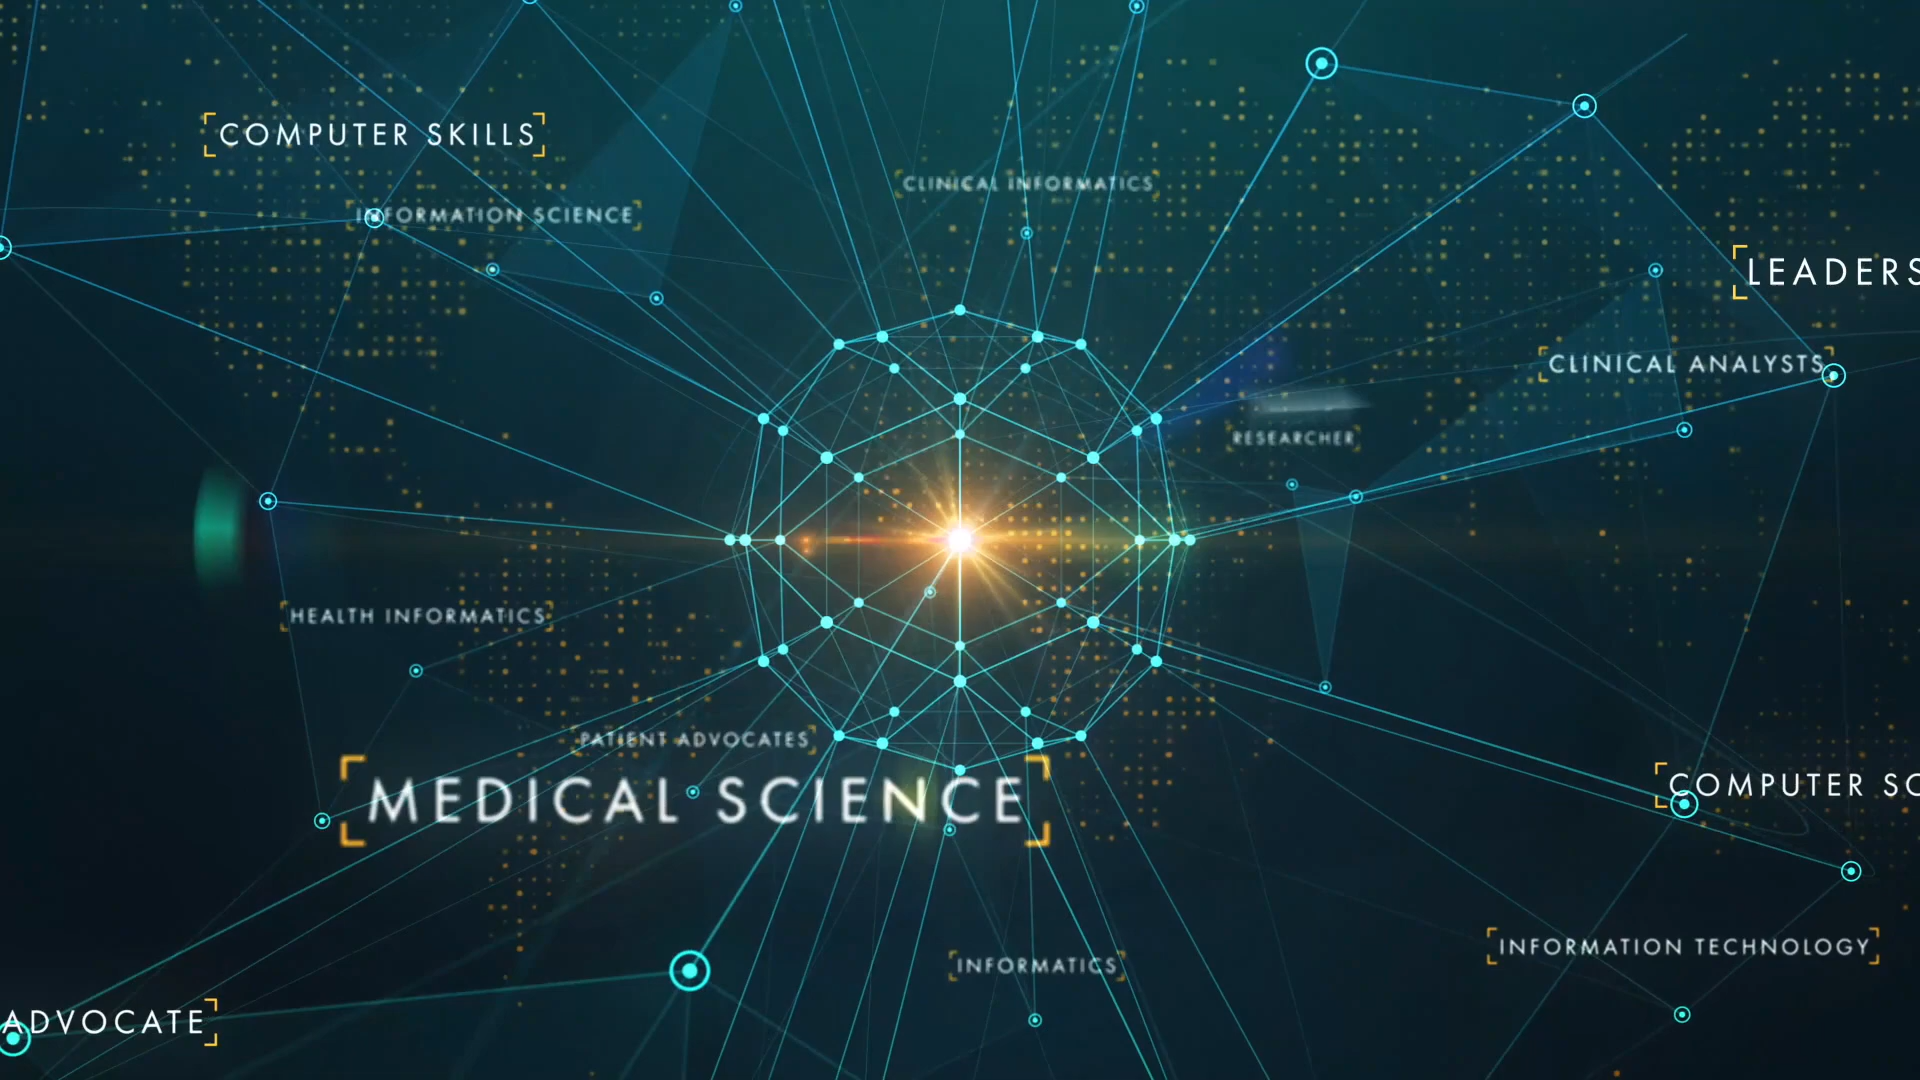 COMPUTER SKILLS
CLINICAL INFORMATICS
INFORMATION SCIENCE
LEADERS
CLINICAL ANALYSTS
RESEARCHER
HEALTH INFORMATICS
PATIENT ADVOCATES
MEDICAL SCIENCE
COMPUTER SC
INFORMATION TECHNOLOGY
INFORMATICS
ADVOCATE